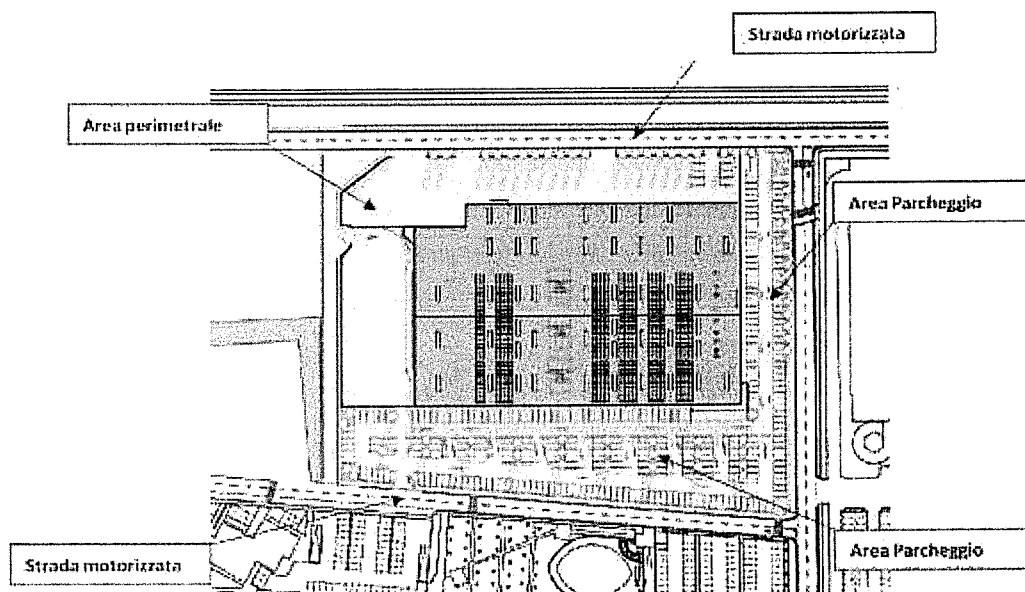 Strada motorizzata
Area perimetrale
Area Parcheggio
Area Parcheggio
Strada motorizzata